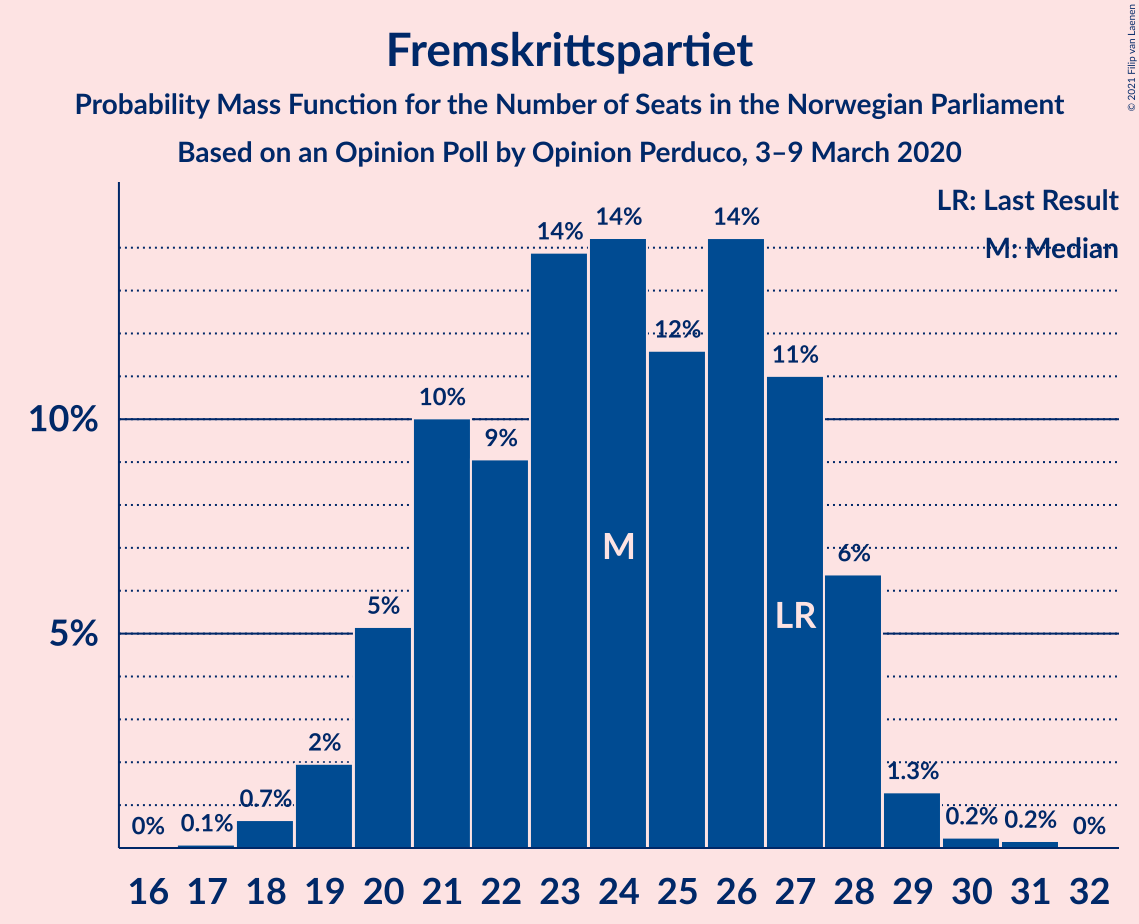 Fremskrittspartiet
Probability Mass Function for the Number of Seats in the Norwegian Parliament
Based on an Opinion Poll by Opinion Perduco, 3–9 March 2020
© 2021 Filip van Laenen
LR: Last Result
M: Median
14% 14% 14%
12%
11%
10%
10%
9%
M
6%
LR
5%
5%
2%
1.3%
0.7%
0% 0.1% 0.2% 0.2% 0%
16 17 18 19 20 21 22 23 24 25 26 27 28 29 30 31 32